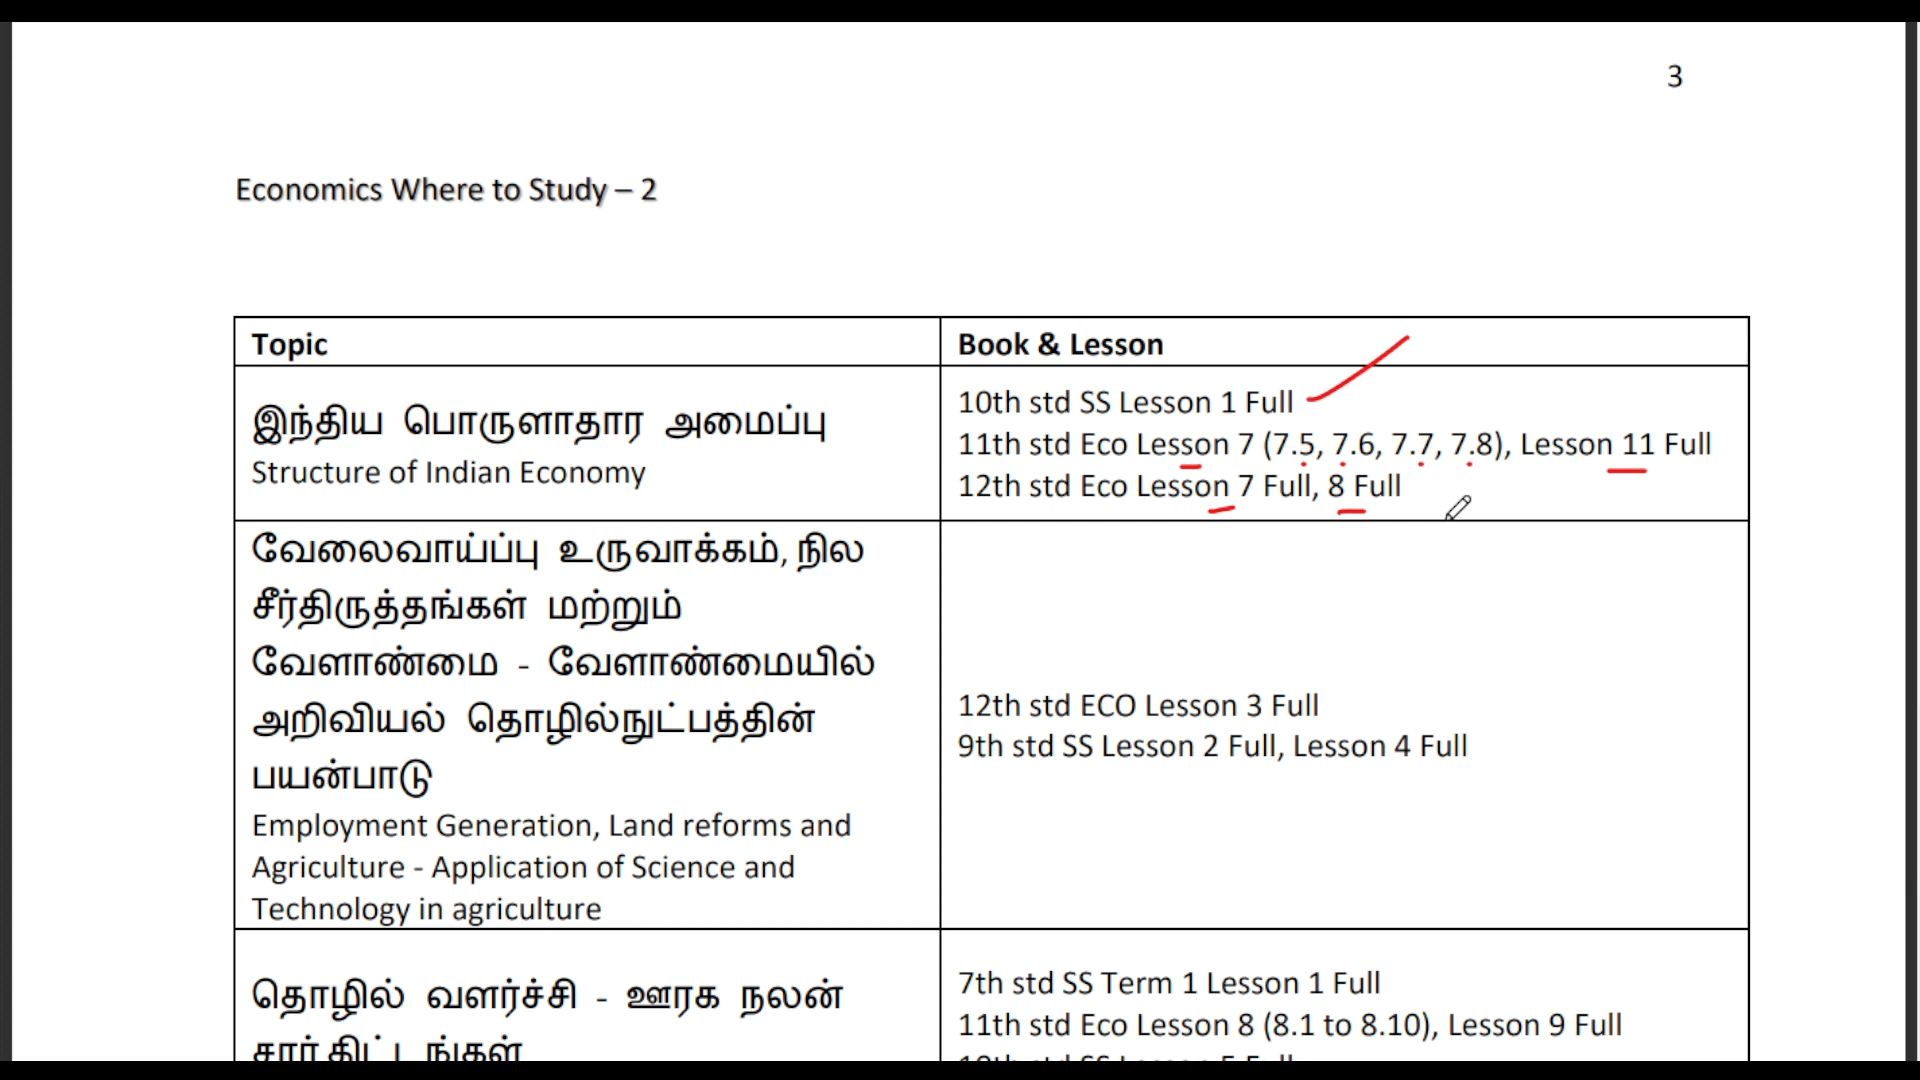 3
Economics Where to Study – 2
Topic
Book & Lesson
இந்திய பொருளாதார அமைப்பு
Structure of Indian Economy
10th std SS Lesson 1 Full
11th std Eco Lesson 7 (7.5, 7.6, 7.7, 7.8), Lesson 11 Full
12th std Eco Lesson 7 Full, 8 Full
வேலைவாய்ப்பு உருவாக்கம், நில
சீர்திருத்தங்கள் மற்றும்
வேளாண்மை - வேளாண்மையில்
அறிவியல் தொழில்நுட்பத்தின்
பயன்பாடு
Employment Generation, Land reforms and
Agriculture - Application of Science and
Technology in agriculture
12th std ECO Lesson 3 Full
9th std SS Lesson 2 Full, Lesson 4 Full
தொழில் வளர்ச்சி - ஊரக நலன்
சார்திட்டங்கள்
7th std SS Term 1 Lesson 1 Full
11th std Eco Lesson 8 (8.1 to 8.10), Lesson 9 Full